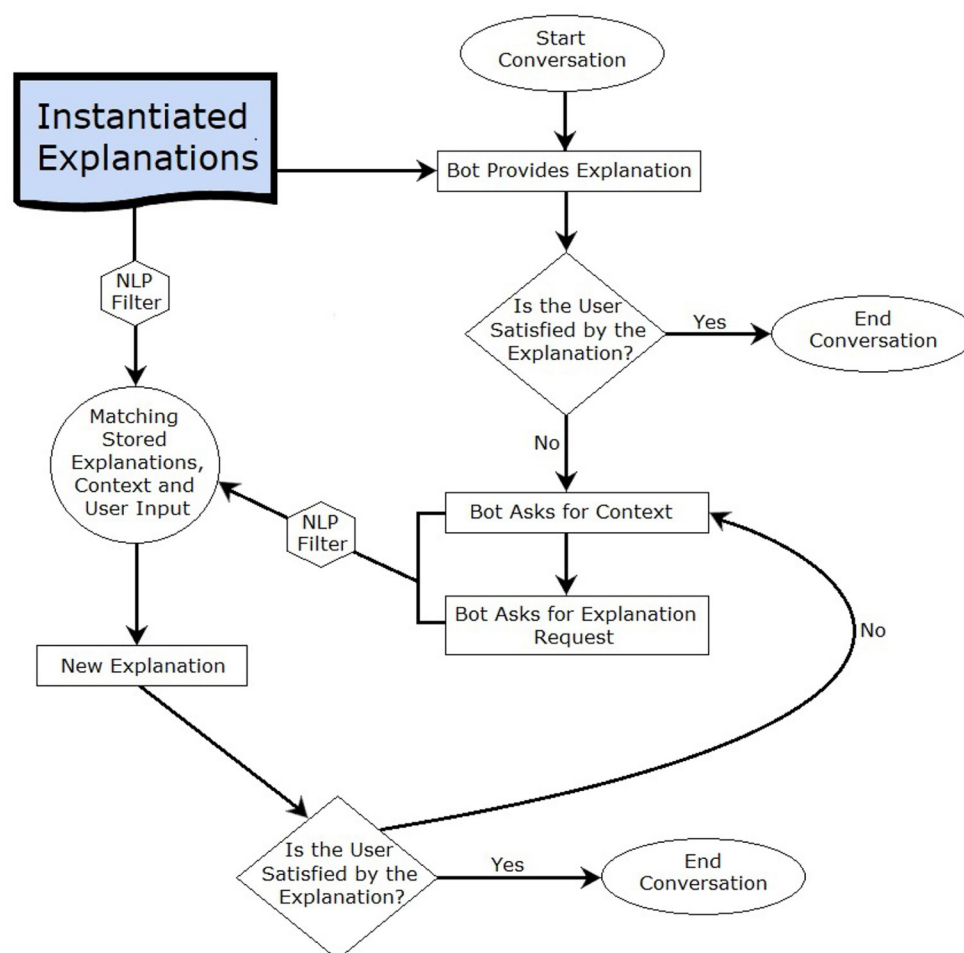 Start
Conversation
Instantiated
Explanations
Bot Provides Explanation
NLP
Filter
Is the User
Satisfied by the
Explanation?
Yes
End
Conversation
No
Matching
Stored
Explanations,
Context and
User Input
Bot Asks for Context
NLP
Filter
Bot Asks for Explanation
Request
No
New Explanation
Is the User
Satisfied by the
Explanation?
Yes
End
Conversation